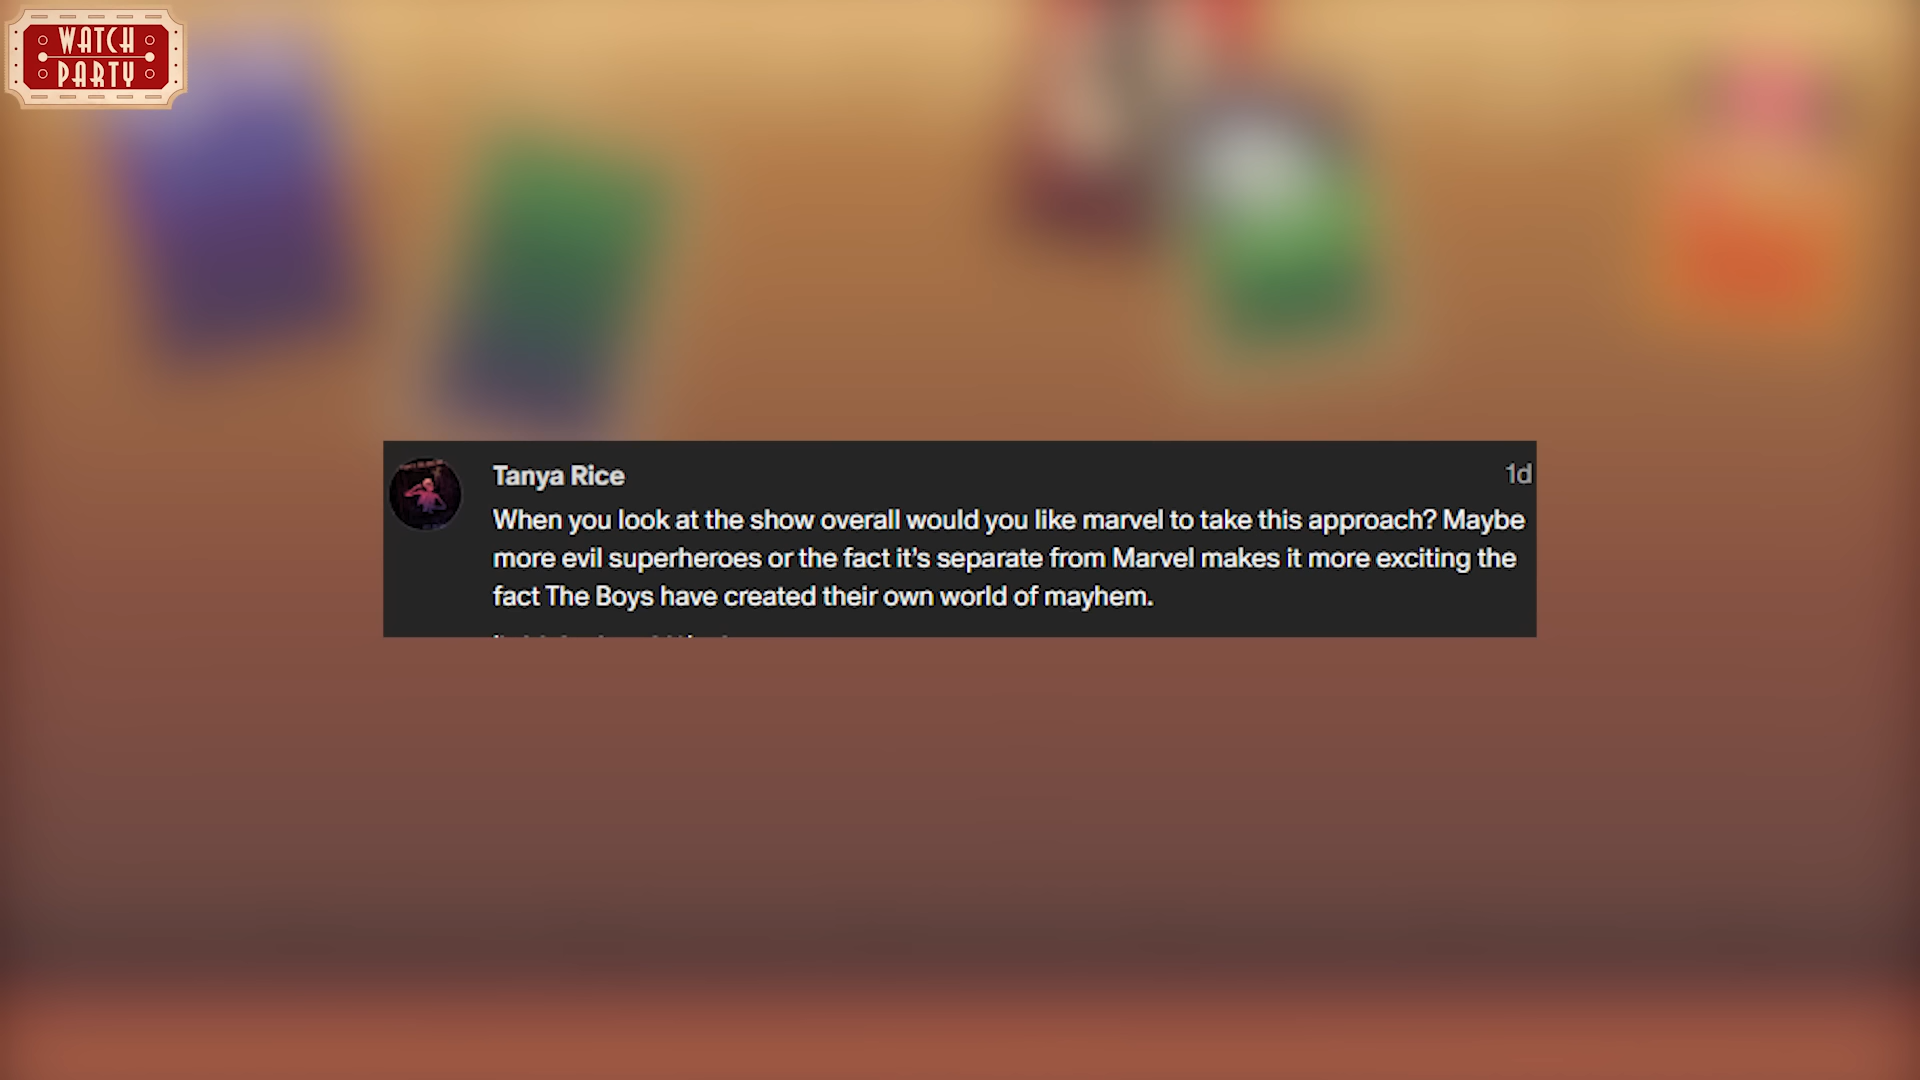 WATCH
PARTY
Tanya Rice
1d
When you look at the show overall would you like marvel to take this approach? Maybe
more evil superheroes or the fact it's separate from Marvel makes it more exciting the
fact The Boys have created their own world of mayhem.